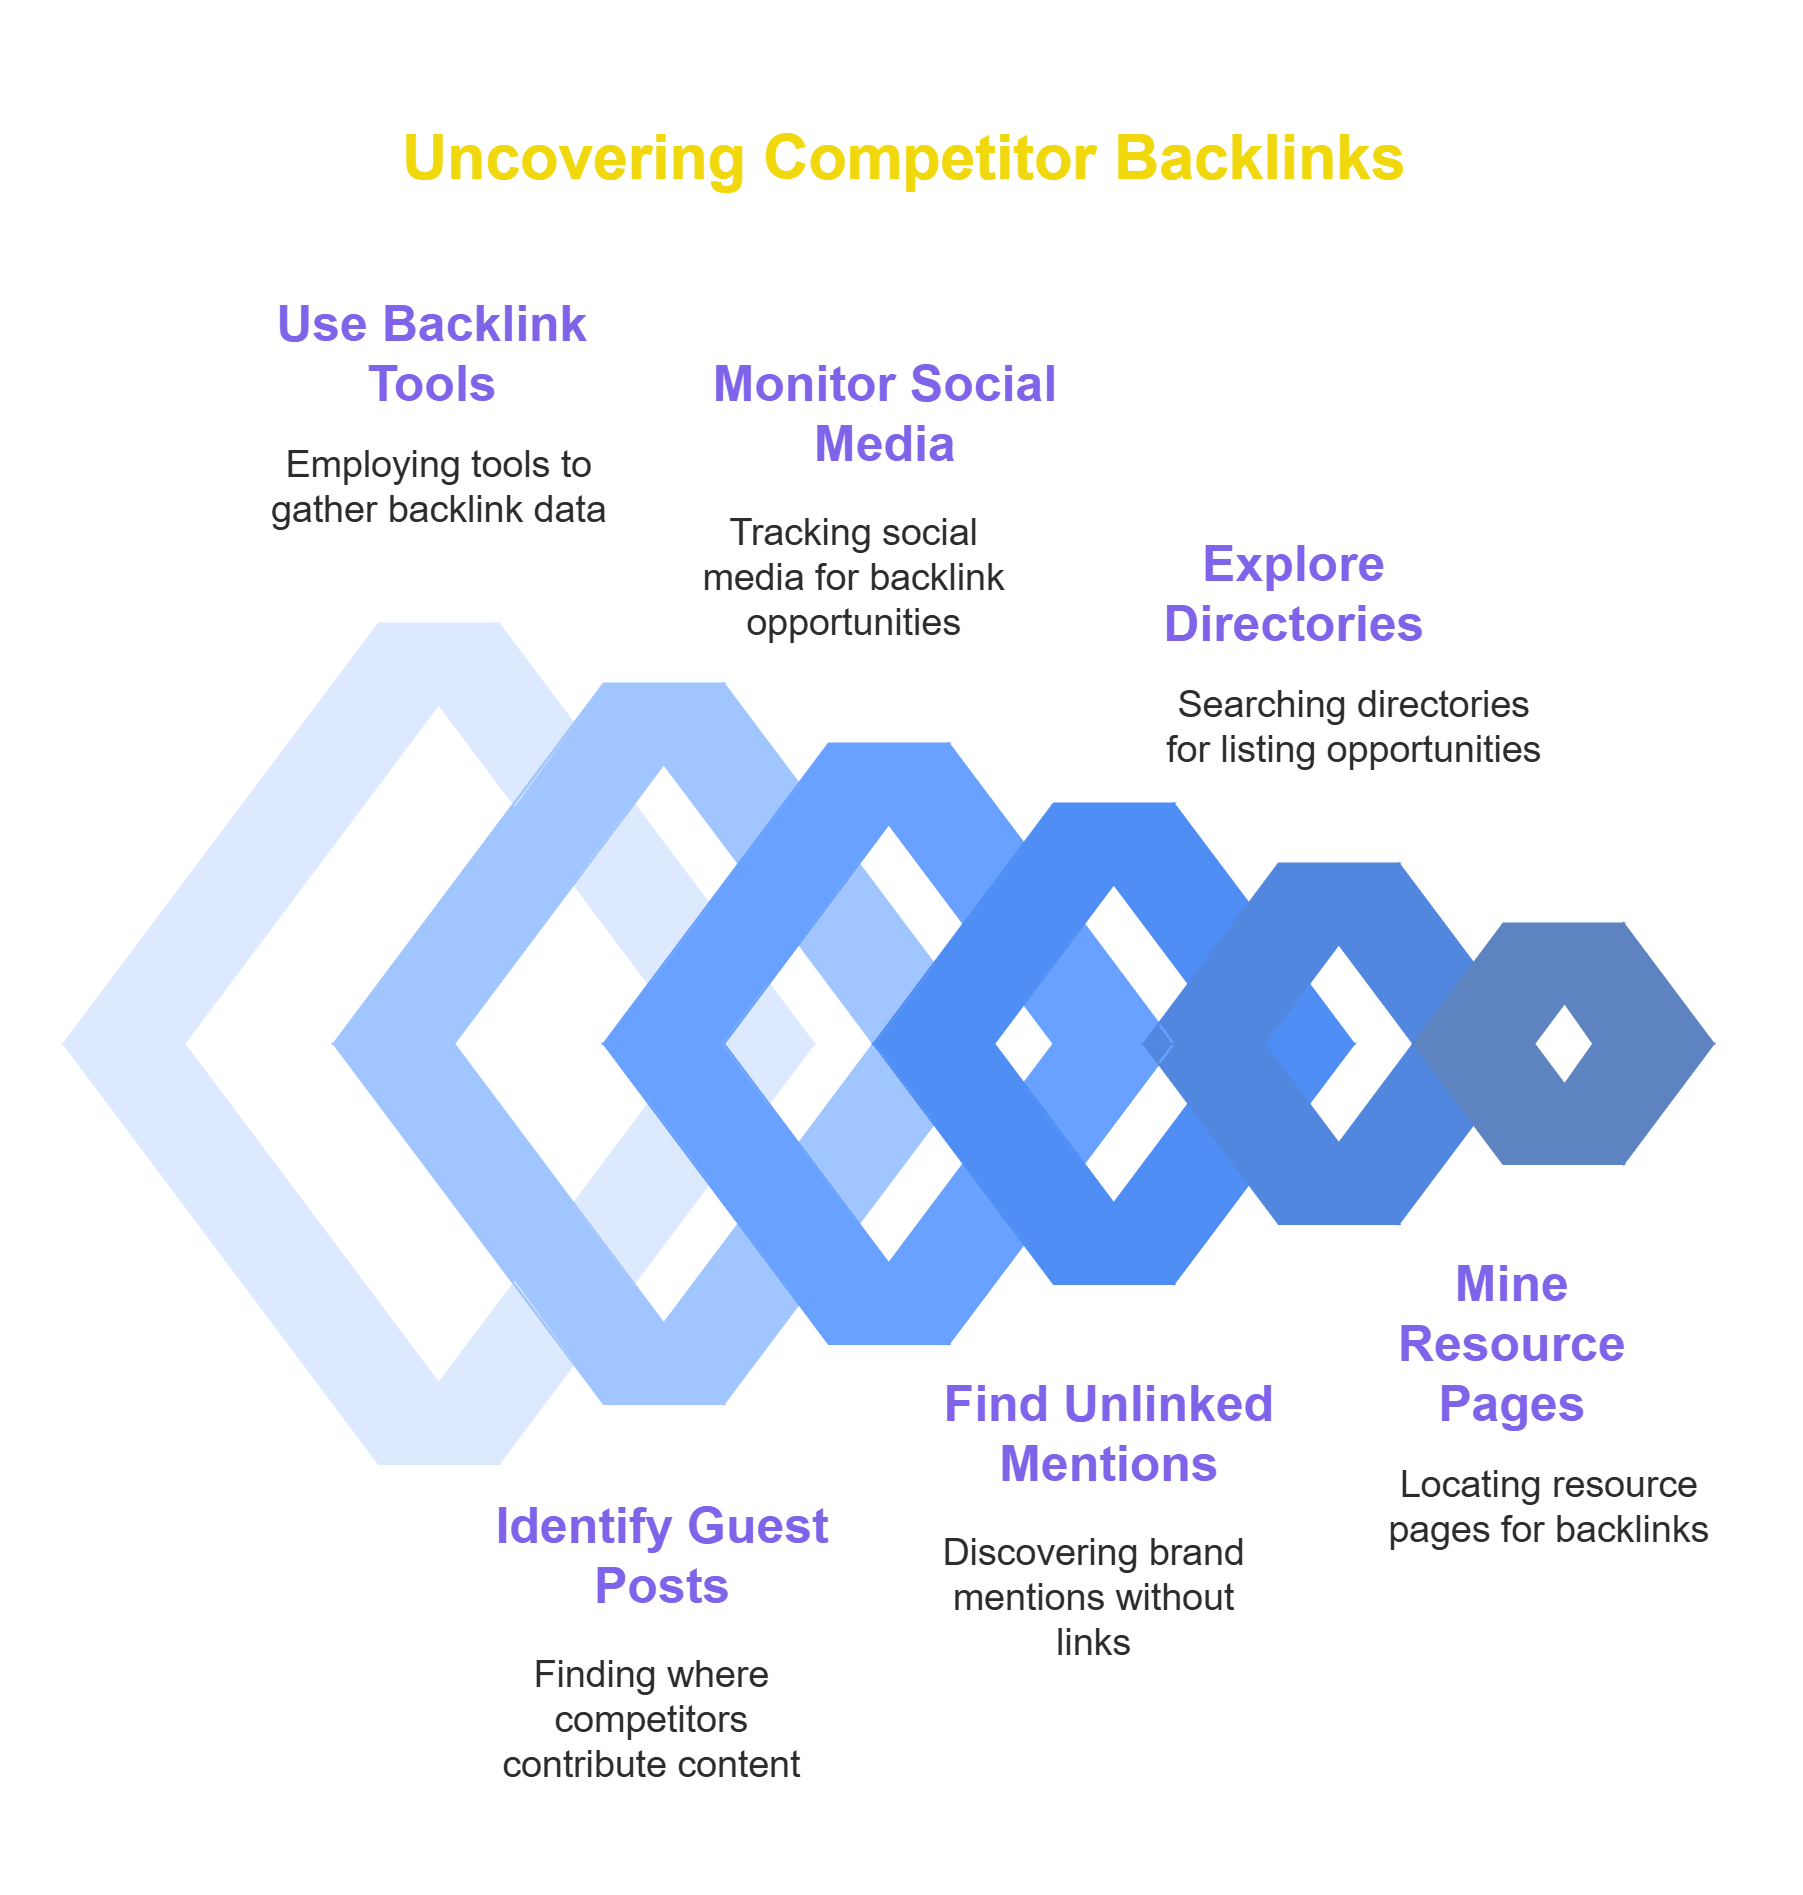 Uncovering Competitor Backlinks
Use Backlink
Tools
Employing tools to
gather backlink data
Monitor Social
Media
Tracking social
media for backlink
opportunities
Explore
Directories
Searching directories
for listing opportunities
Identify Guest
Posts
Finding where
competitors
contribute content
Find Unlinked
Mentions
Discovering brand
mentions without
links
Mine
Resource
Pages
Locating resource
pages for backlinks